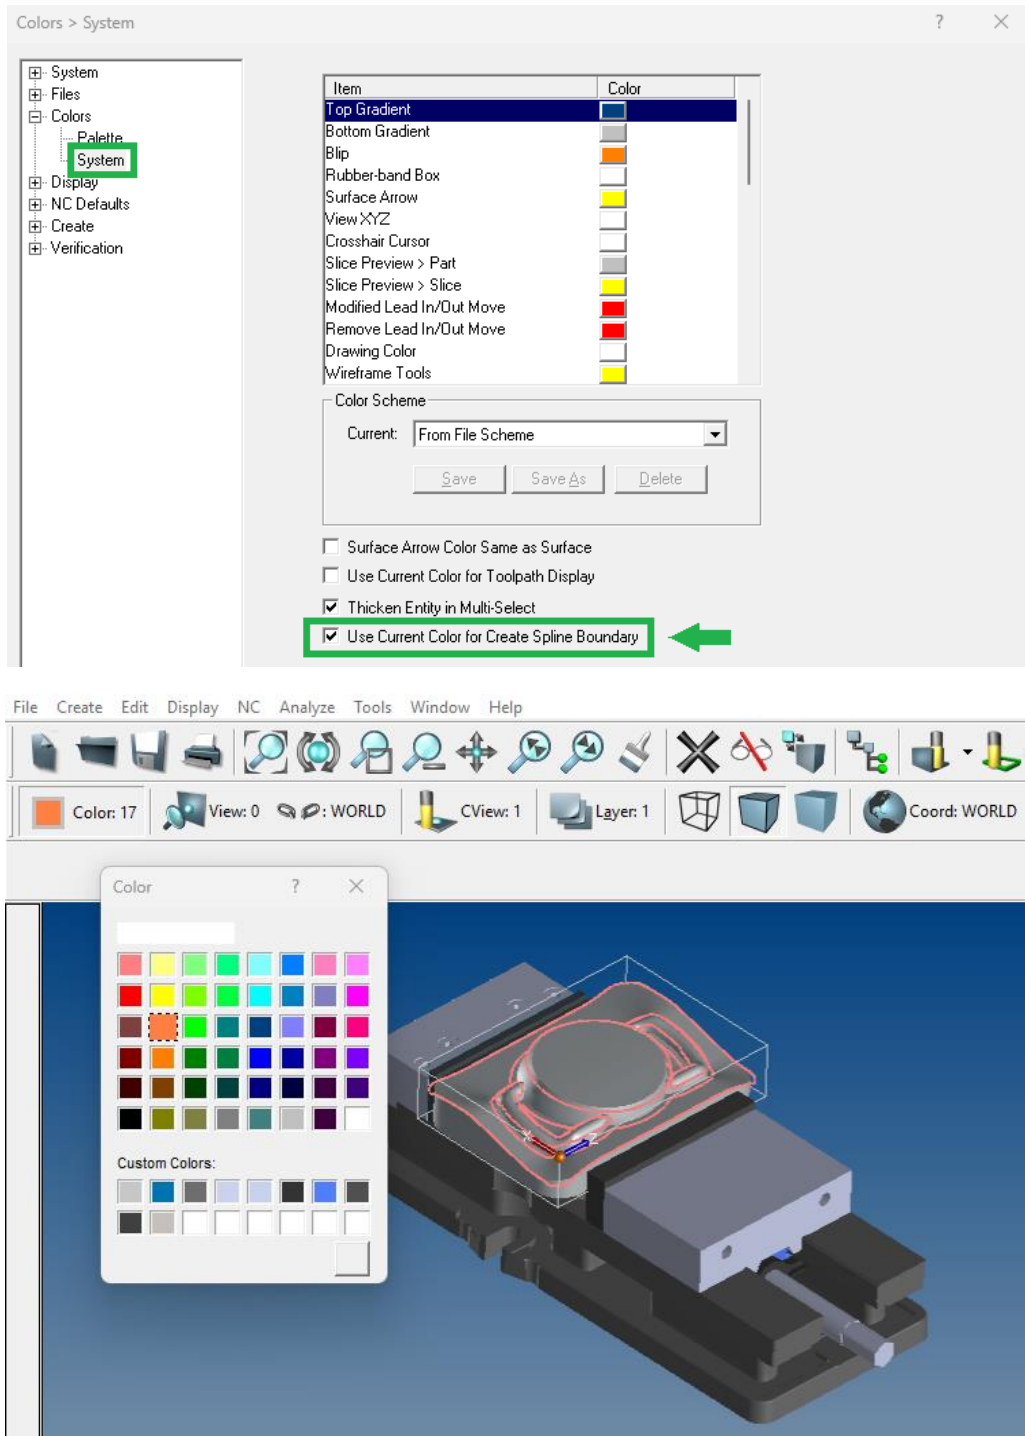 Colors > System
? ×
System
Files
Colors
Palette
System
Display
NC Defaults
Create
Verification
Item Color
Top Gradient
Bottom Gradient
Blip
Rubber-band Box
Surface Arrow
View XYZ
Crosshair Cursor
Slice Preview > Part
Slice Preview > Slice
Modified Lead In/Out Move
Remove Lead In/Out Move
Drawing Color
Wireframe Tools
Color Scheme
Current: From File Scheme
Save Save As Delete
Surface Arrow Color Same as Surface
Use Current Color for Toolpath Display
Thicken Entity in Multi-Select
Use Current Color for Create Spline Boundary
File Create Edit Display NC Analyze Tools Window Help
Color: 17 View: 0 : WORLD CView: 1 Layer: 1 Coord: WORLD
Color ? ×
Custom Colors:
X Z